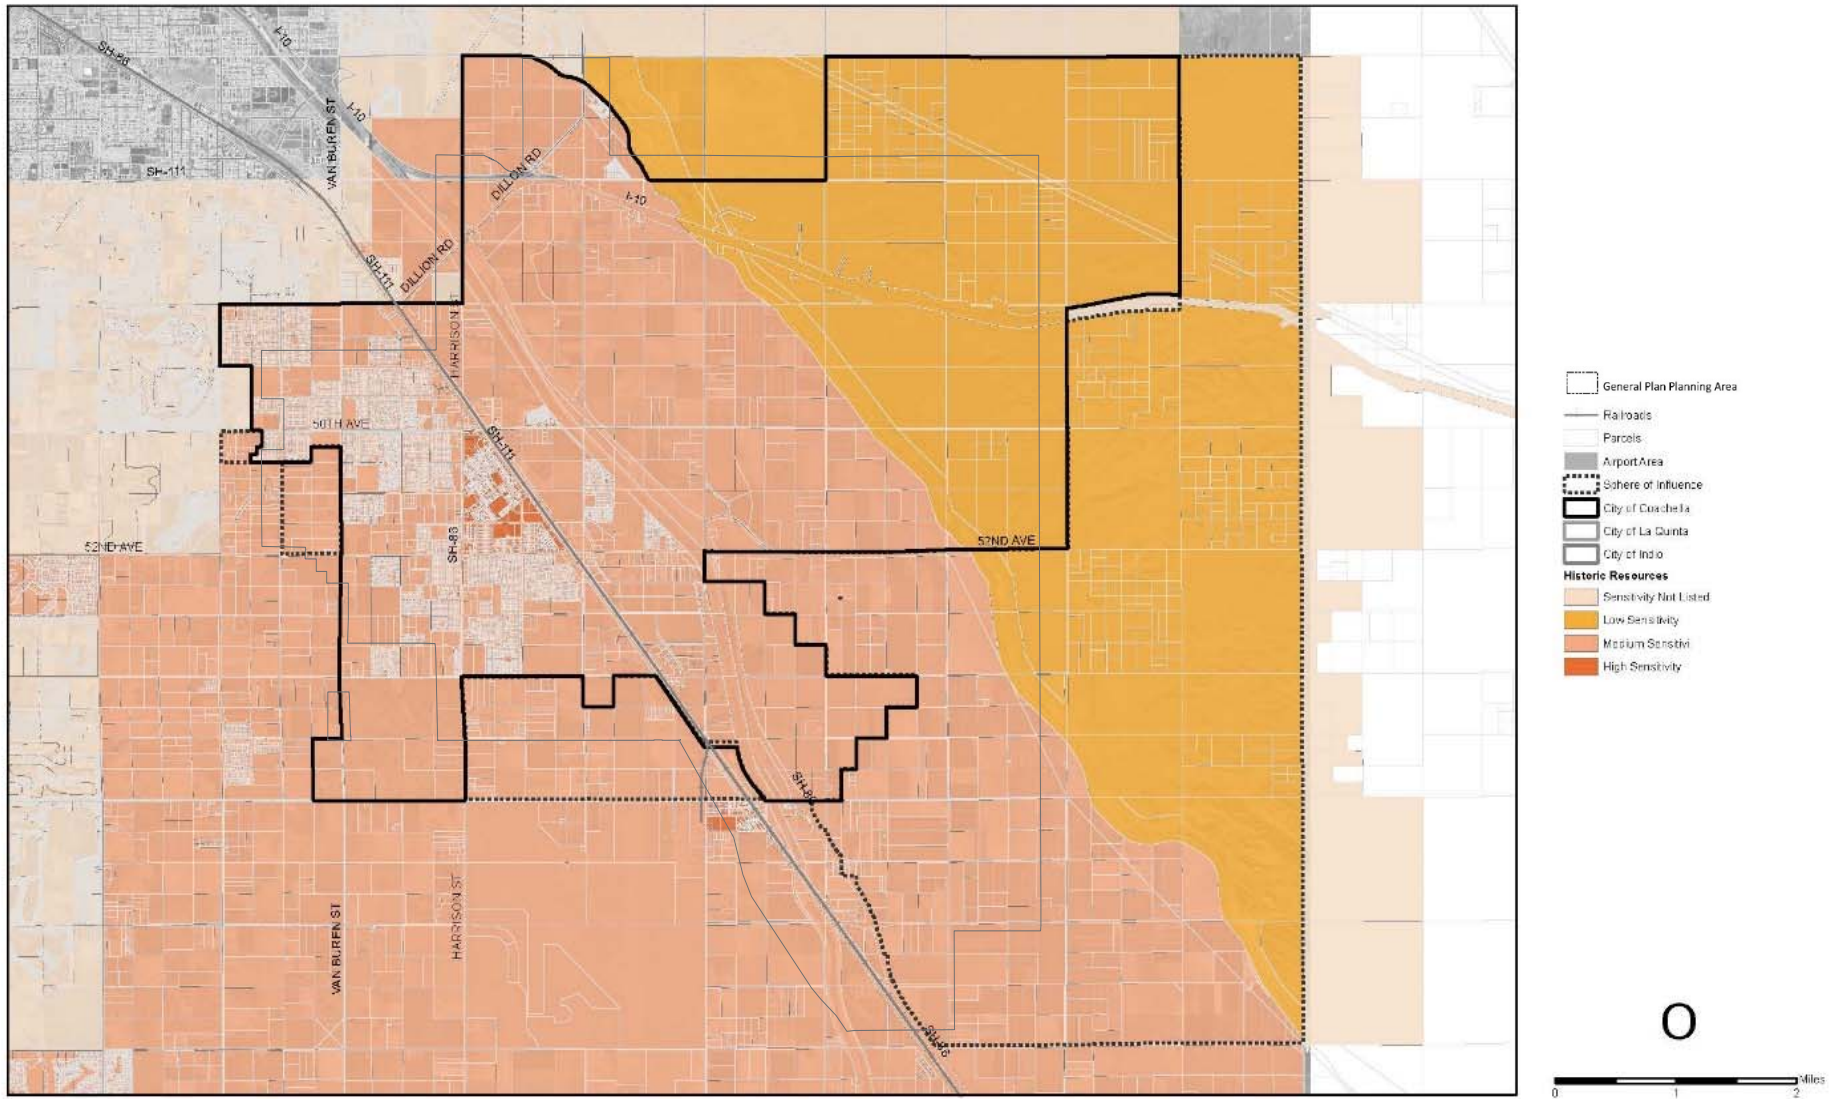 SH-86
I-10
I-10
VAN BUREN ST
SH-111
DILLON RD
I-10
SH-111
DILLION RD
HARRISON ST
50TH AVE
SH-111
52ND AVE
SH-86
52ND AVE
SH-86
VAN BUREN ST
HARRISON ST
SH-86
General Plan Planning Area
Railroads
Parcels
Airport Area
Sphere of Influence
City of Coachella
City of La Quinta
City of Indio
Historic Resources
Sensitivity Not Listed
Low Sensitivity
Medium Sensitivi
High Sensitivity
O
Miles
0 1 2